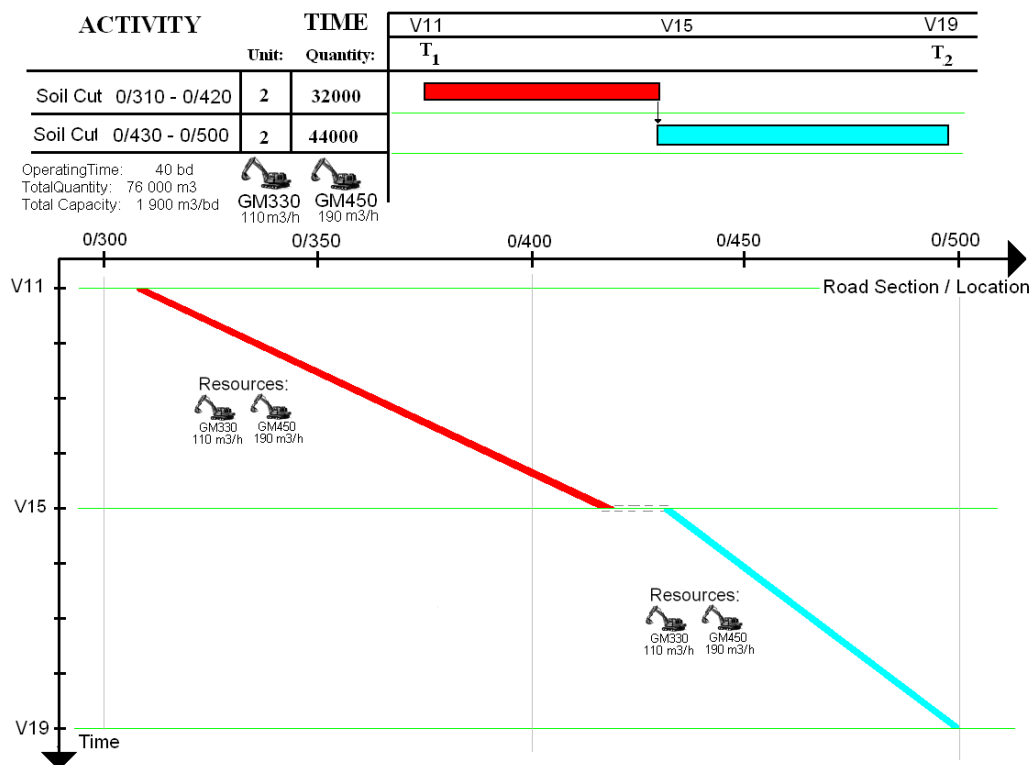 ACTIVITY TIME V11 V15 V19
Unit: Quantity: T1 T2
Soil Cut 0/310 - 0/420 2 32000
Soil Cut 0/430 - 0/500 2 44000
OperatingTime: 40 bd
TotalQuantity: 76 000 m3
Total Capacity: 1 900 m3/bd
GM330 GM450
110 m3/h 190 m3/h
0/300 0/350 0/400 0/450 0/500
V11
Road Section / Location
Resources:
GM330 GM450
110 m3/h 190 m3/h
V15
Resources:
GM330 GM450
110 m3/h 190 m3/h
V19
Time